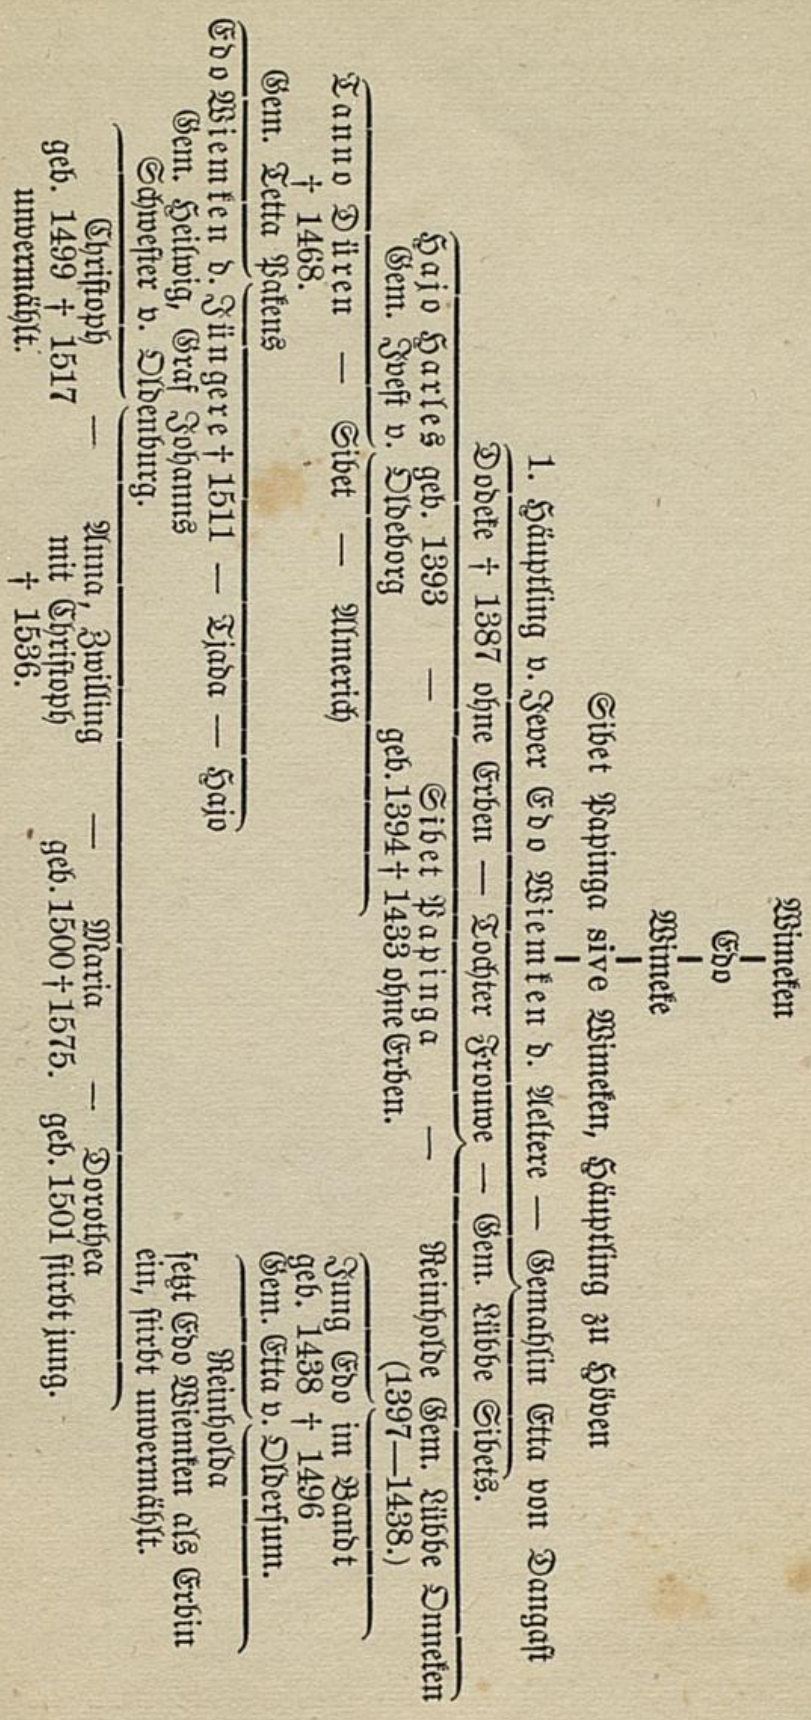 Wimeken
Edo
Wimeke
Sibet Papinga sive Wimeken, Häuptling zu Höven
1. Häuptling v. Jever Edo Wiemken d. Aeltere — Gemahlin Etta von Dangast
Dodeke † 1387 ohne Erben — Tochter Frouwe — Gem. Lübbe Sibets.
Hajo Harles geb. 1393 — Sibet Papinga — Reinholde Gem. Lübbe Onneken
Gem. Ivest v. Oldeborg geb. 1394 † 1433 ohne Erben. (1397—1438.)
Tanno Düren — Sibet — Ulmerich Jung Edo im Bandt
† 1468. geb. 1438 † 1496
Gem. Tetta Pakens Gem. Etta v. Oldersum.
Edo Wiemken d. Jüngere † 1511 — Tjada — Hajo Reinholda
Gem. Heilwig, Graf Johanns setzt Edo Wiemken als Erbin
Schwester v. Oldenburg. ein, stirbt unvermählt.
Christoph — Anna, Zwilling — Maria — Dorothea
geb. 1499 † 1517 mit Christoph geb. 1500 † 1575. geb. 1501 stirbt jung.
unvermählt. † 1536.